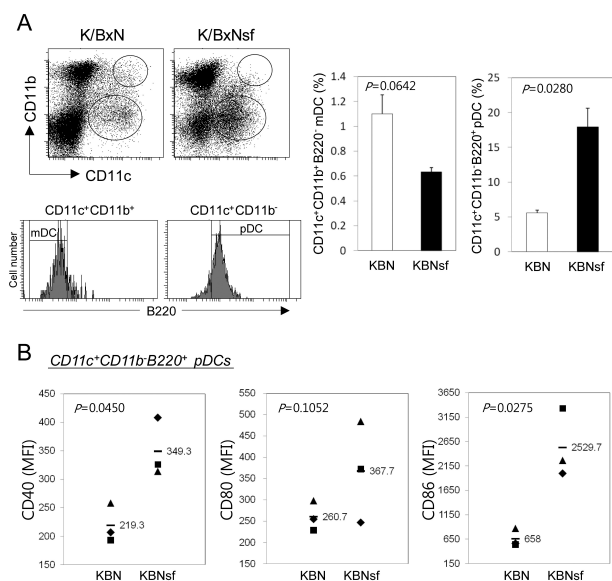 A
K/BxN
K/BxNsf
CD11b
CD11c
CD11c⁺CD11b⁺
CD11c⁺CD11b⁻
mDC
pDC
Cell number
B220
CD11c⁺CD11b⁺B220⁻ mDC (%)
P=0.0642
1.4
1.2
1
0.8
0.6
0.4
0.2
0
KBN
KBNsf
CD11c⁺CD11b⁻B220⁺ pDC (%)
P=0.0280
25
20
15
10
5
0
KBN
KBNsf
B
CD11c⁺CD11b⁻B220⁺ pDCs
CD40 (MFI)
P=0.0450
450
400
350
300
250
200
150
219.3
349.3
KBN
KBNsf
CD80 (MFI)
P=0.1052
550
500
450
400
350
300
250
200
150
260.7
367.7
KBN
KBNsf
CD86 (MFI)
P=0.0275
3650
3150
2650
2150
1650
1150
650
150
658
2529.7
KBN
KBNsf